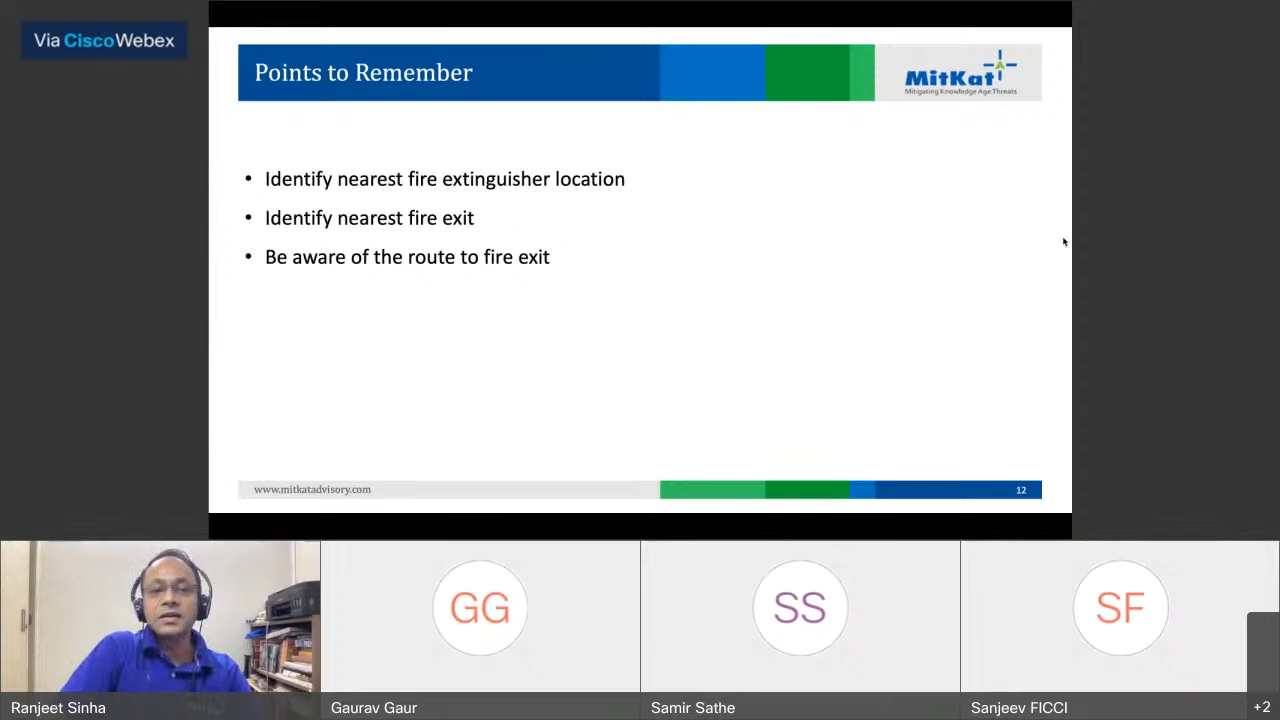 Via CiscoWebex
Points to Remember
MitKat
Mitigating Knowledge Age Threats
• Identify nearest fire extinguisher location
• Identify nearest fire exit
• Be aware of the route to fire exit
www.mitkatadvisory.com
12
GG
SS
SF
Ranjeet Sinha
Gaurav Gaur
Samir Sathe
Sanjeev FICCI
+2